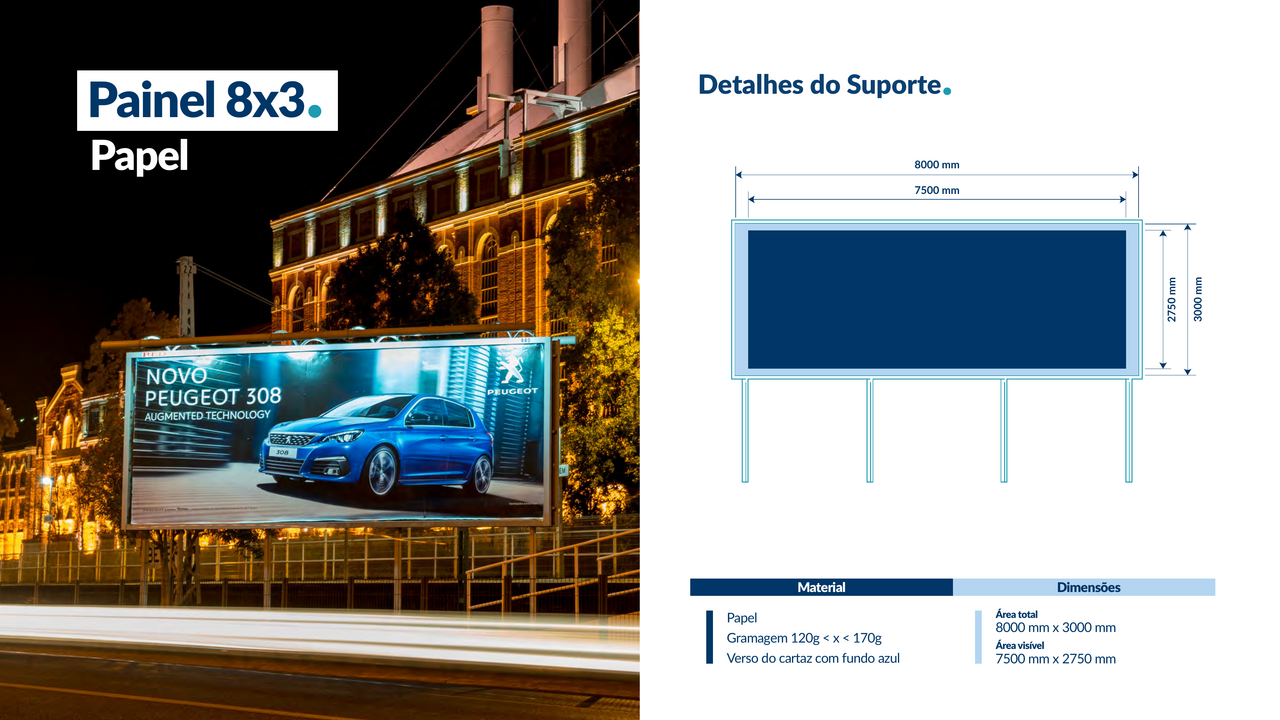 Painel 8x3.
Papel
NOVO
PEUGEOT 308
AUGMENTED TECHNOLOGY
PEUGEOT
308
Detalhes do Suporte.
8000 mm
7500 mm
2750 mm
3000 mm
Material
Papel
Gramagem 120g < x < 170g
Verso do cartaz com fundo azul
Dimensões
Área total
8000 mm x 3000 mm
Área visível
7500 mm x 2750 mm